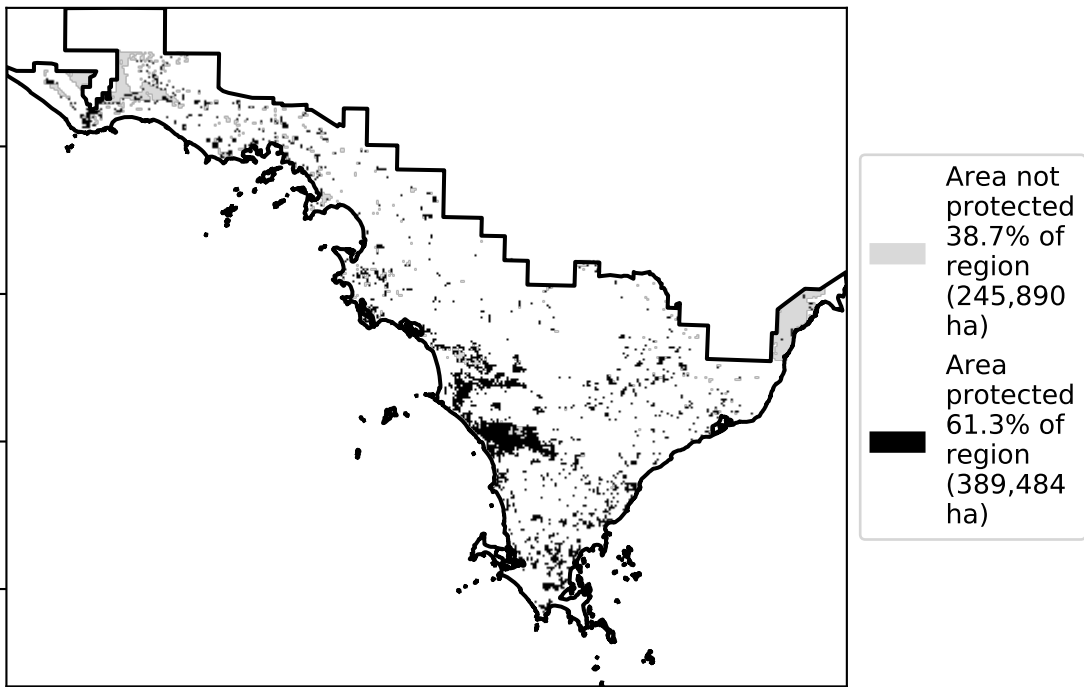 Area not
protected
38.7% of
region
(245,890
ha)
Area
protected
61.3% of
region
(389,484
ha)